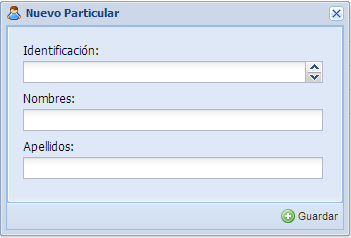 Nuevo Particular
Identificación:
Nombres:
Apellidos:
Guardar